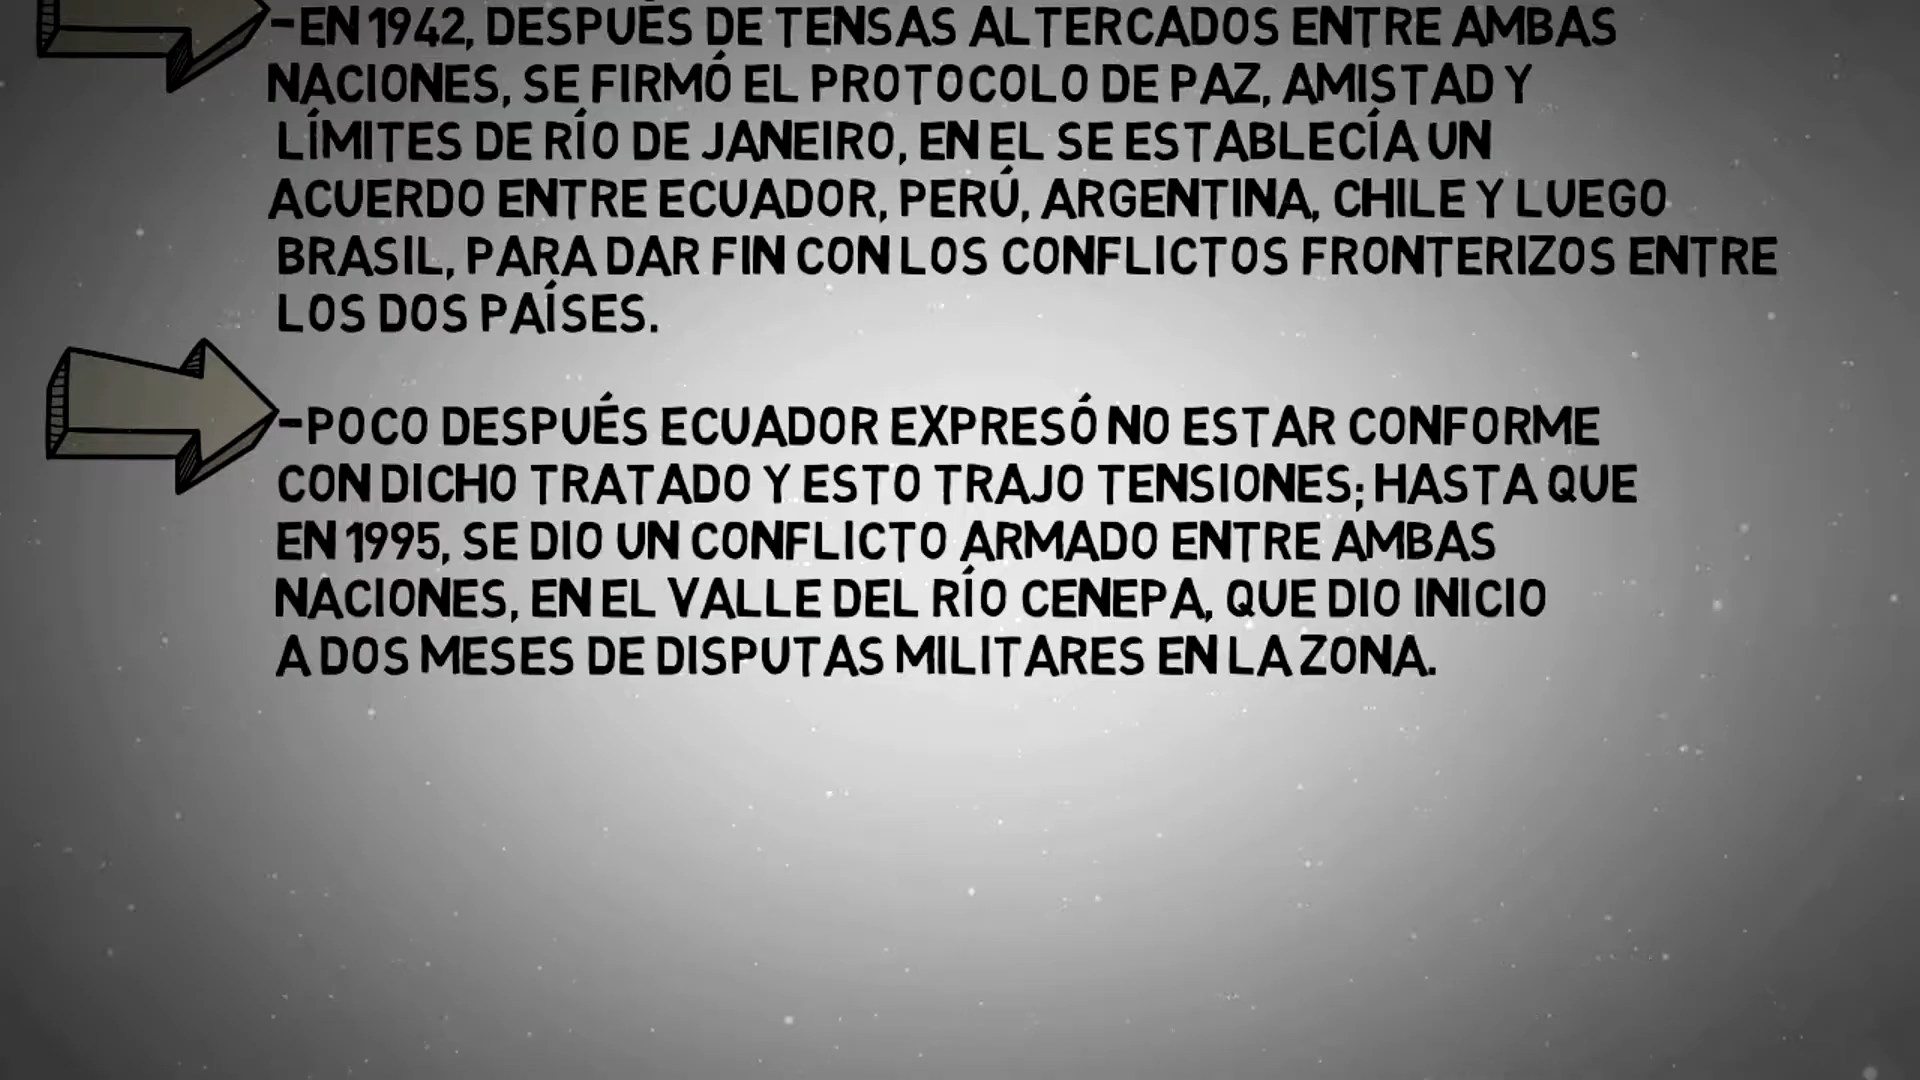 -EN 1942, DESPUÉS DE TENSAS ALTERCADOS ENTRE AMBAS
NACIONES, SE FIRMÓ EL PROTOCOLO DE PAZ, AMISTAD Y
LÍMITES DE RÍO DE JANEIRO, EN EL SE ESTABLECÍA UN
ACUERDO ENTRE ECUADOR, PERÚ, ARGENTINA, CHILE Y LUEGO
BRASIL, PARA DAR FIN CON LOS CONFLICTOS FRONTERIZOS ENTRE
LOS DOS PAÍSES.
-POCO DESPUÉS ECUADOR EXPRESÓ NO ESTAR CONFORME
CON DICHO TRATADO Y ESTO TRAJO TENSIONES; HASTA QUE
EN 1995, SE DIO UN CONFLICTO ARMADO ENTRE AMBAS
NACIONES, EN EL VALLE DEL RÍO CENEPA, QUE DIO INICIO
A DOS MESES DE DISPUTAS MILITARES EN LA ZONA.